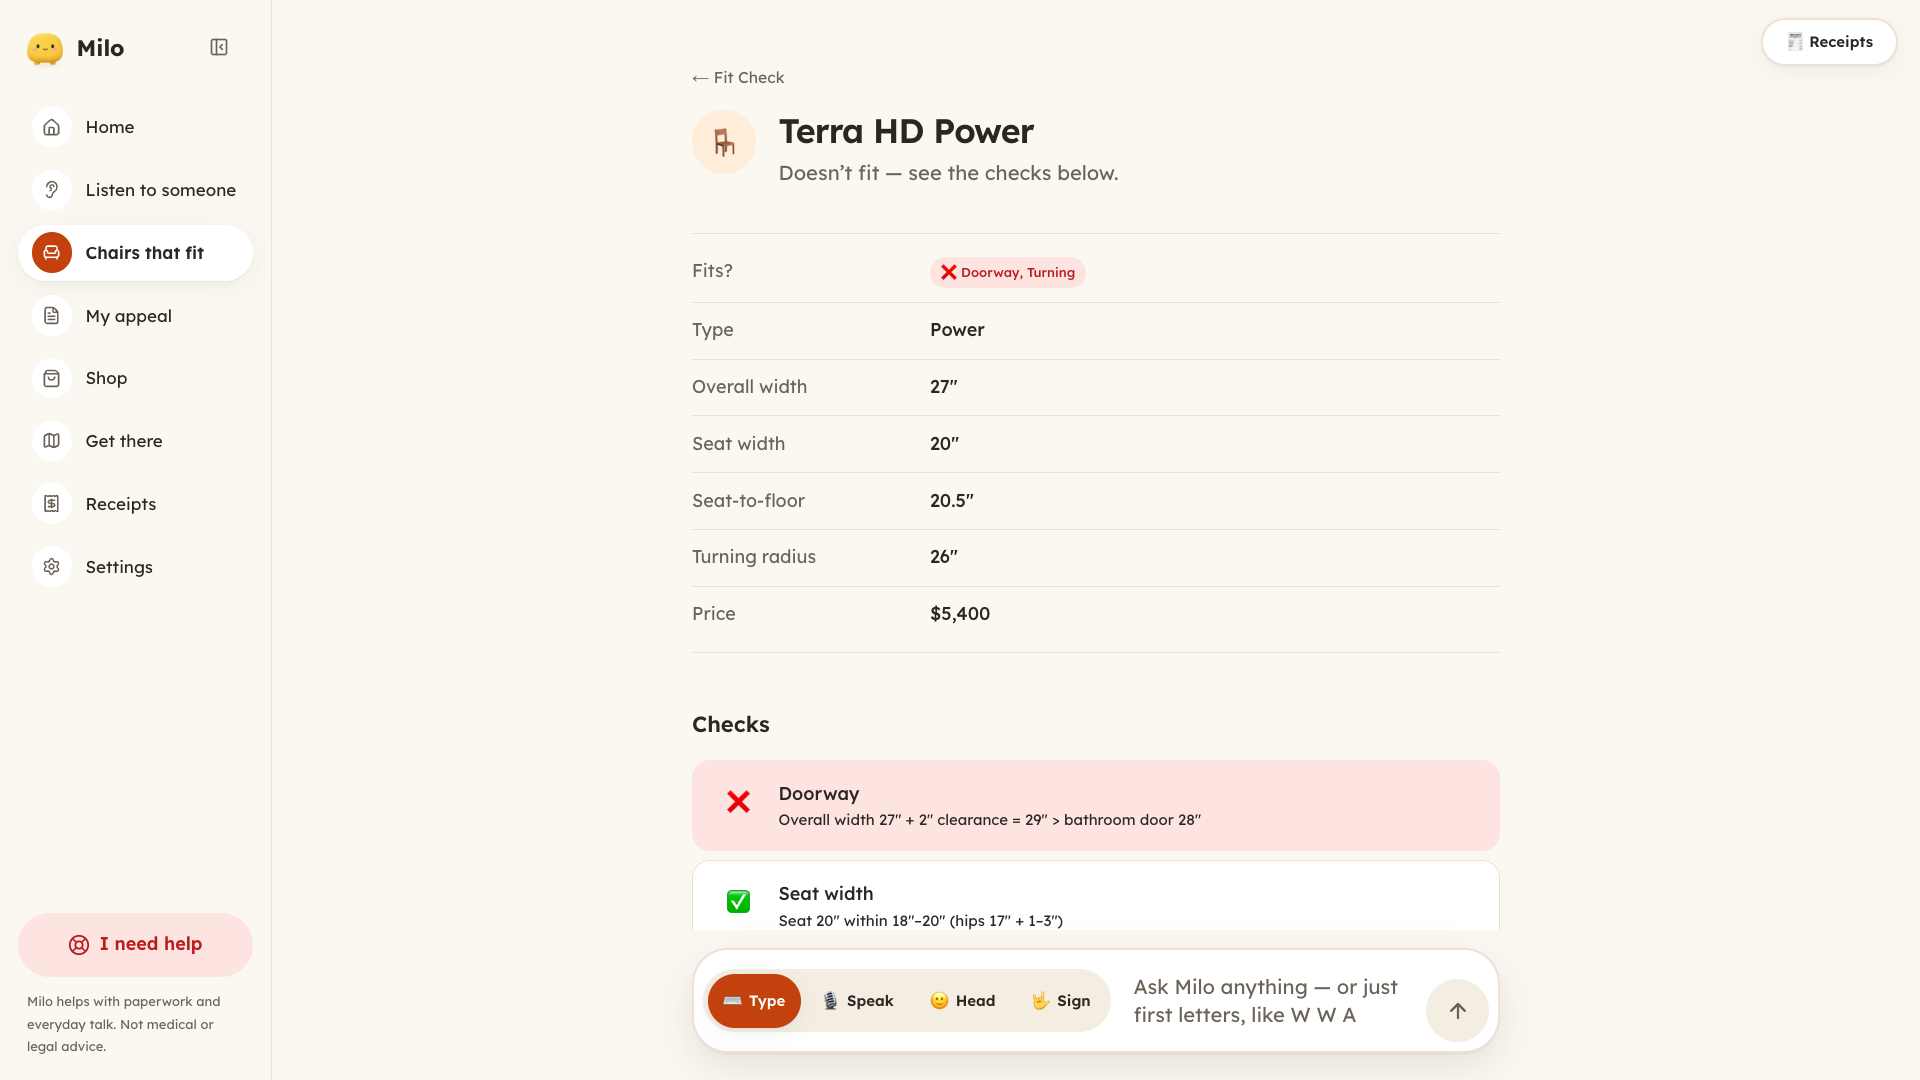 Milo
Home
Listen to someone
Chairs that fit
My appeal
Shop
Get there
Receipts
Settings
I need help
Milo helps with paperwork and
everyday talk. Not medical or
legal advice.
Receipts
← Fit Check
Terra HD Power
Doesn’t fit — see the checks below.
Fits? ❌ Doorway, Turning
Type Power
Overall width 27″
Seat width 20″
Seat-to-floor 20.5″
Turning radius 26″
Price $5,400
Checks
Doorway
Overall width 27″ + 2″ clearance = 29″ > bathroom door 28″
Seat width
Seat 20″ within 18″–20″ (hips 17″ + 1–3″)
Type Speak Head Sign
Ask Milo anything — or just
first letters, like W W A